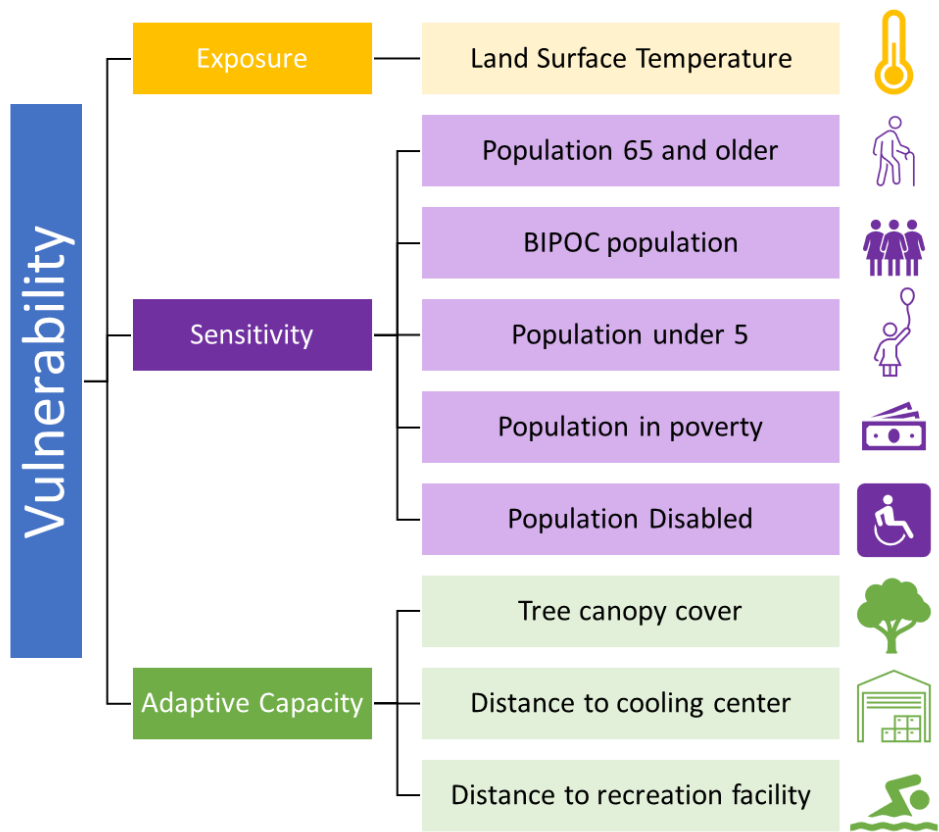 Vulnerability
Exposure
Land Surface Temperature
Sensitivity
Population 65 and older
BIPOC population
Population under 5
Population in poverty
Population Disabled
Adaptive Capacity
Tree canopy cover
Distance to cooling center
Distance to recreation facility